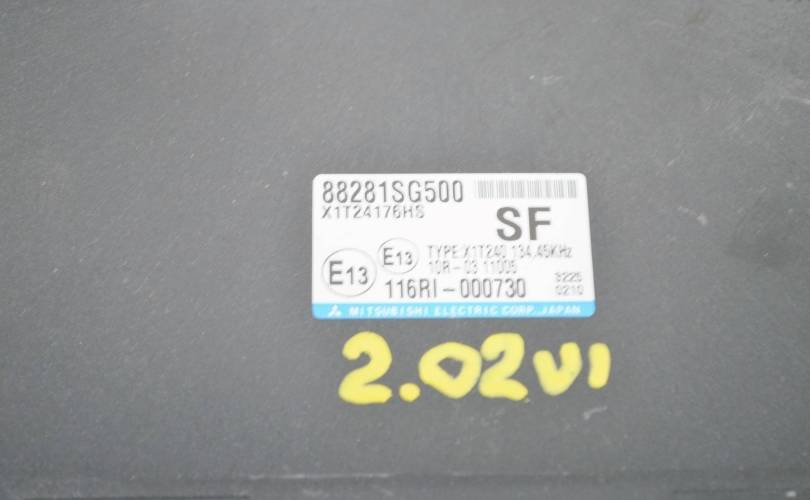 88281SG500
X1T24176HS
SF
E13
E13
TYPE:X1T240 134,45KHz
10R-03 11005
116RI-000730
3225
0210
MITSUBISHI ELECTRIC CORP. JAPAN
2.02VI